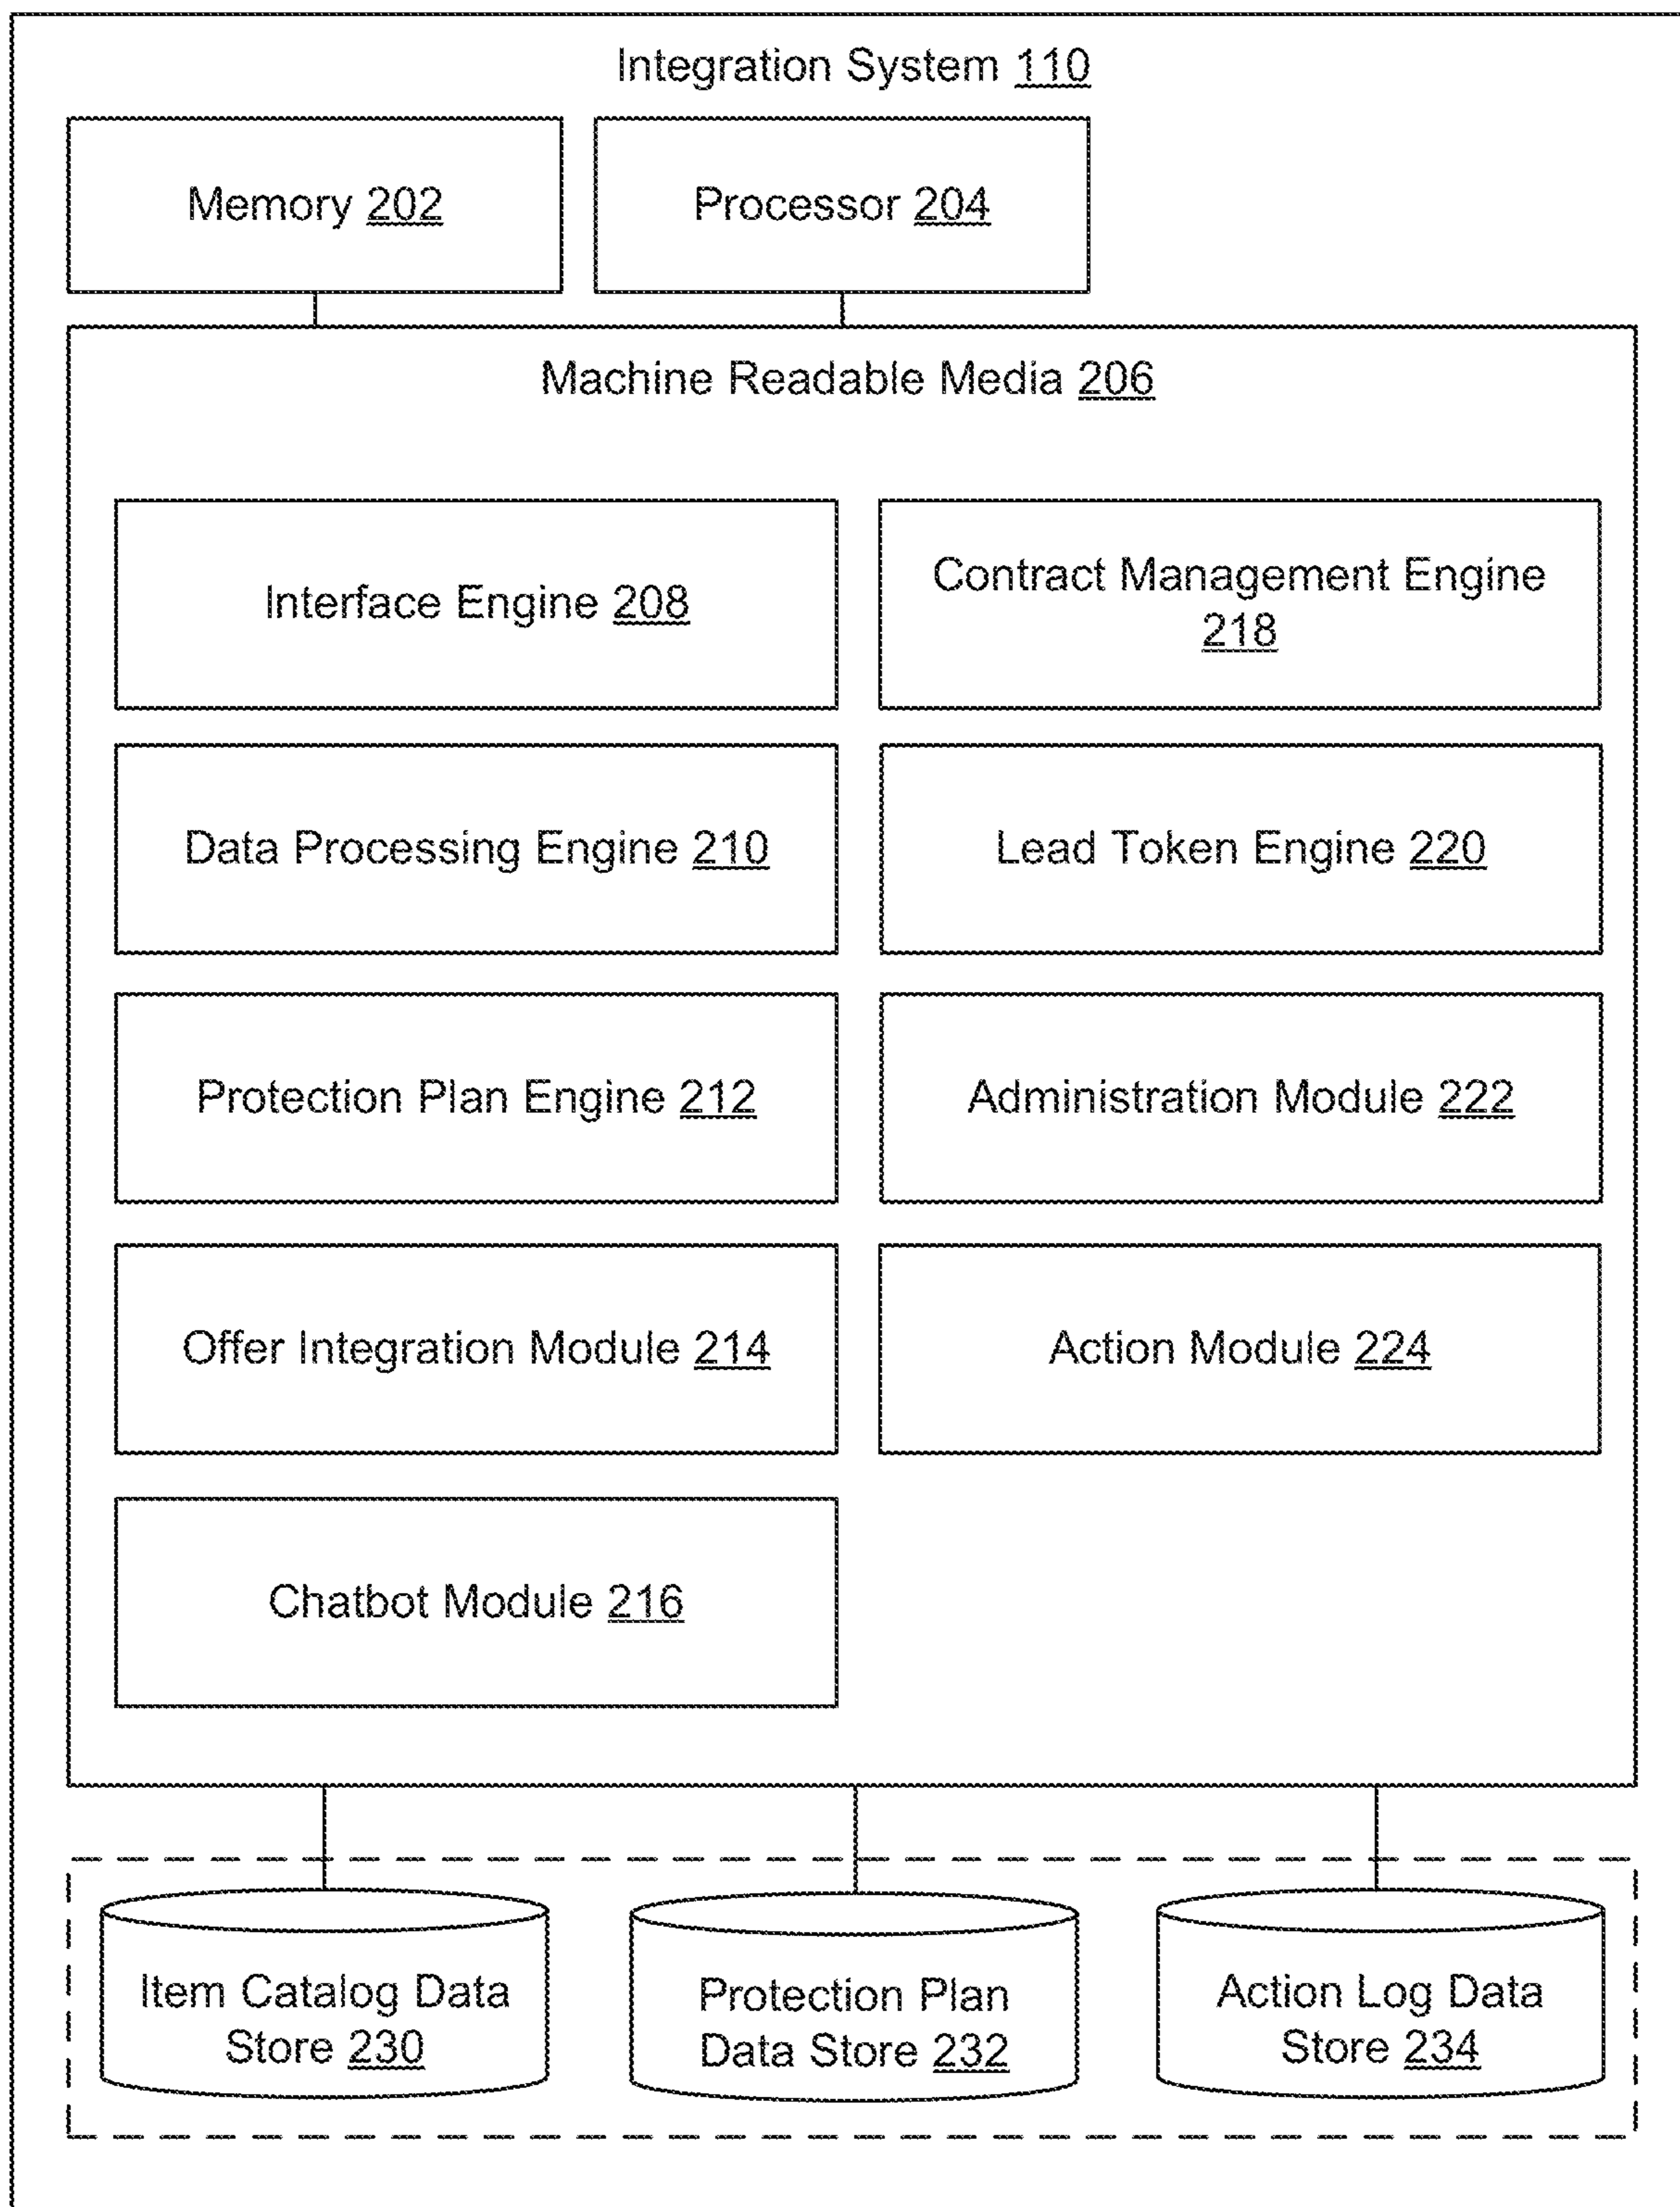 Integration System 110
Memory 202
Processor 204
Machine Readable Media 206
Interface Engine 208
Contract Management Engine
218
Data Processing Engine 210
Lead Token Engine 220
Protection Plan Engine 212
Administration Module 222
Offer Integration Module 214
Action Module 224
Chatbot Module 216
Item Catalog Data
Store 230
Protection Plan
Data Store 232
Action Log Data
Store 234